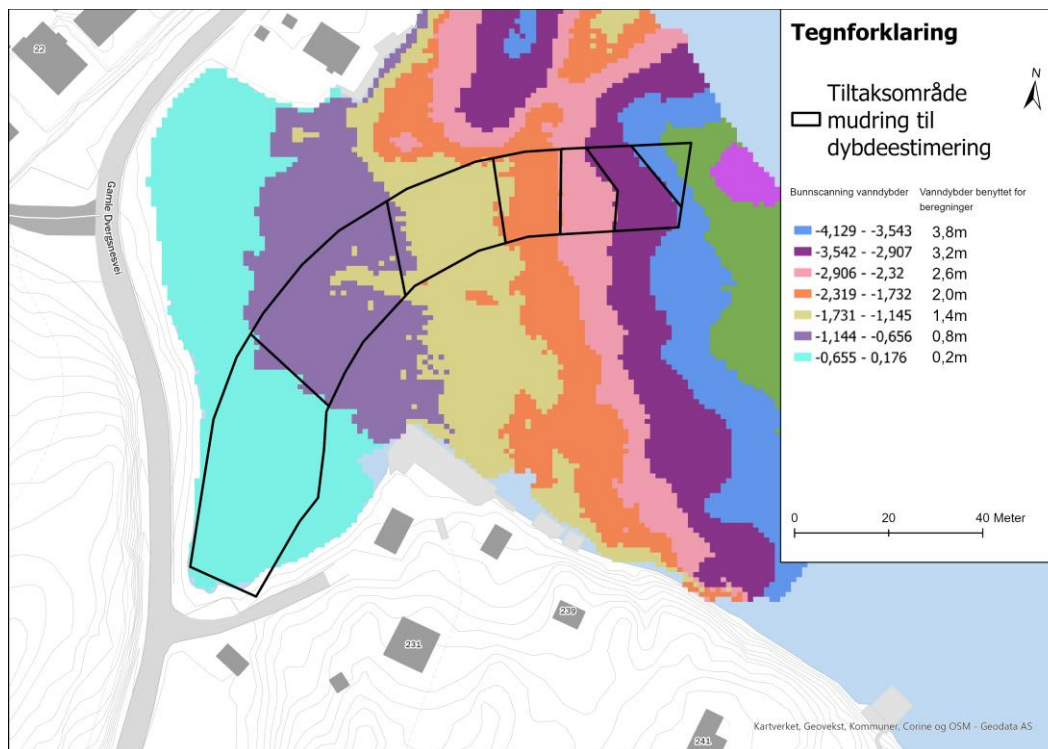 22
Gamle Dvergsnesvei
231
239
241
Tegnforklaring
N
Tiltaksområde
mudring til
dybdeestimering
Bunnscanning vanndybder
Vanndybder benyttet for
beregninger
-4,129 - -3,543 3,8m
-3,542 - -2,907 3,2m
-2,906 - -2,32 2,6m
-2,319 - -1,732 2,0m
-1,731 - -1,145 1,4m
-1,144 - -0,656 0,8m
-0,655 - 0,176 0,2m
0 20 40 Meter
Kartverket, Geovekst, Kommuner, Corine og OSM - Geodata AS